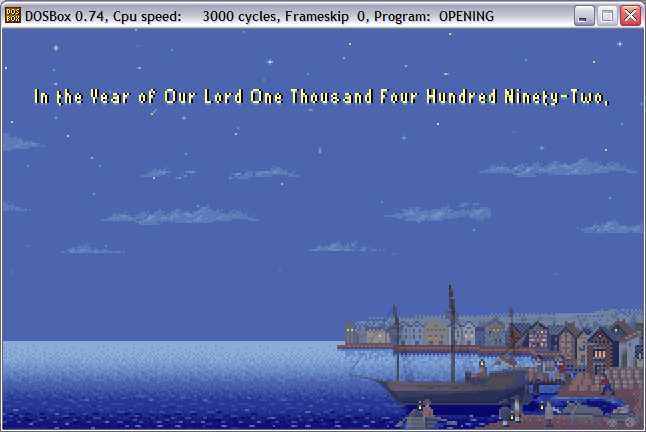 DOSBox 0.74, Cpu speed: 3000 cycles, Frameskip 0, Program: OPENING
In the Year of Our Lord One Thousand Four Hundred Ninety-Two,